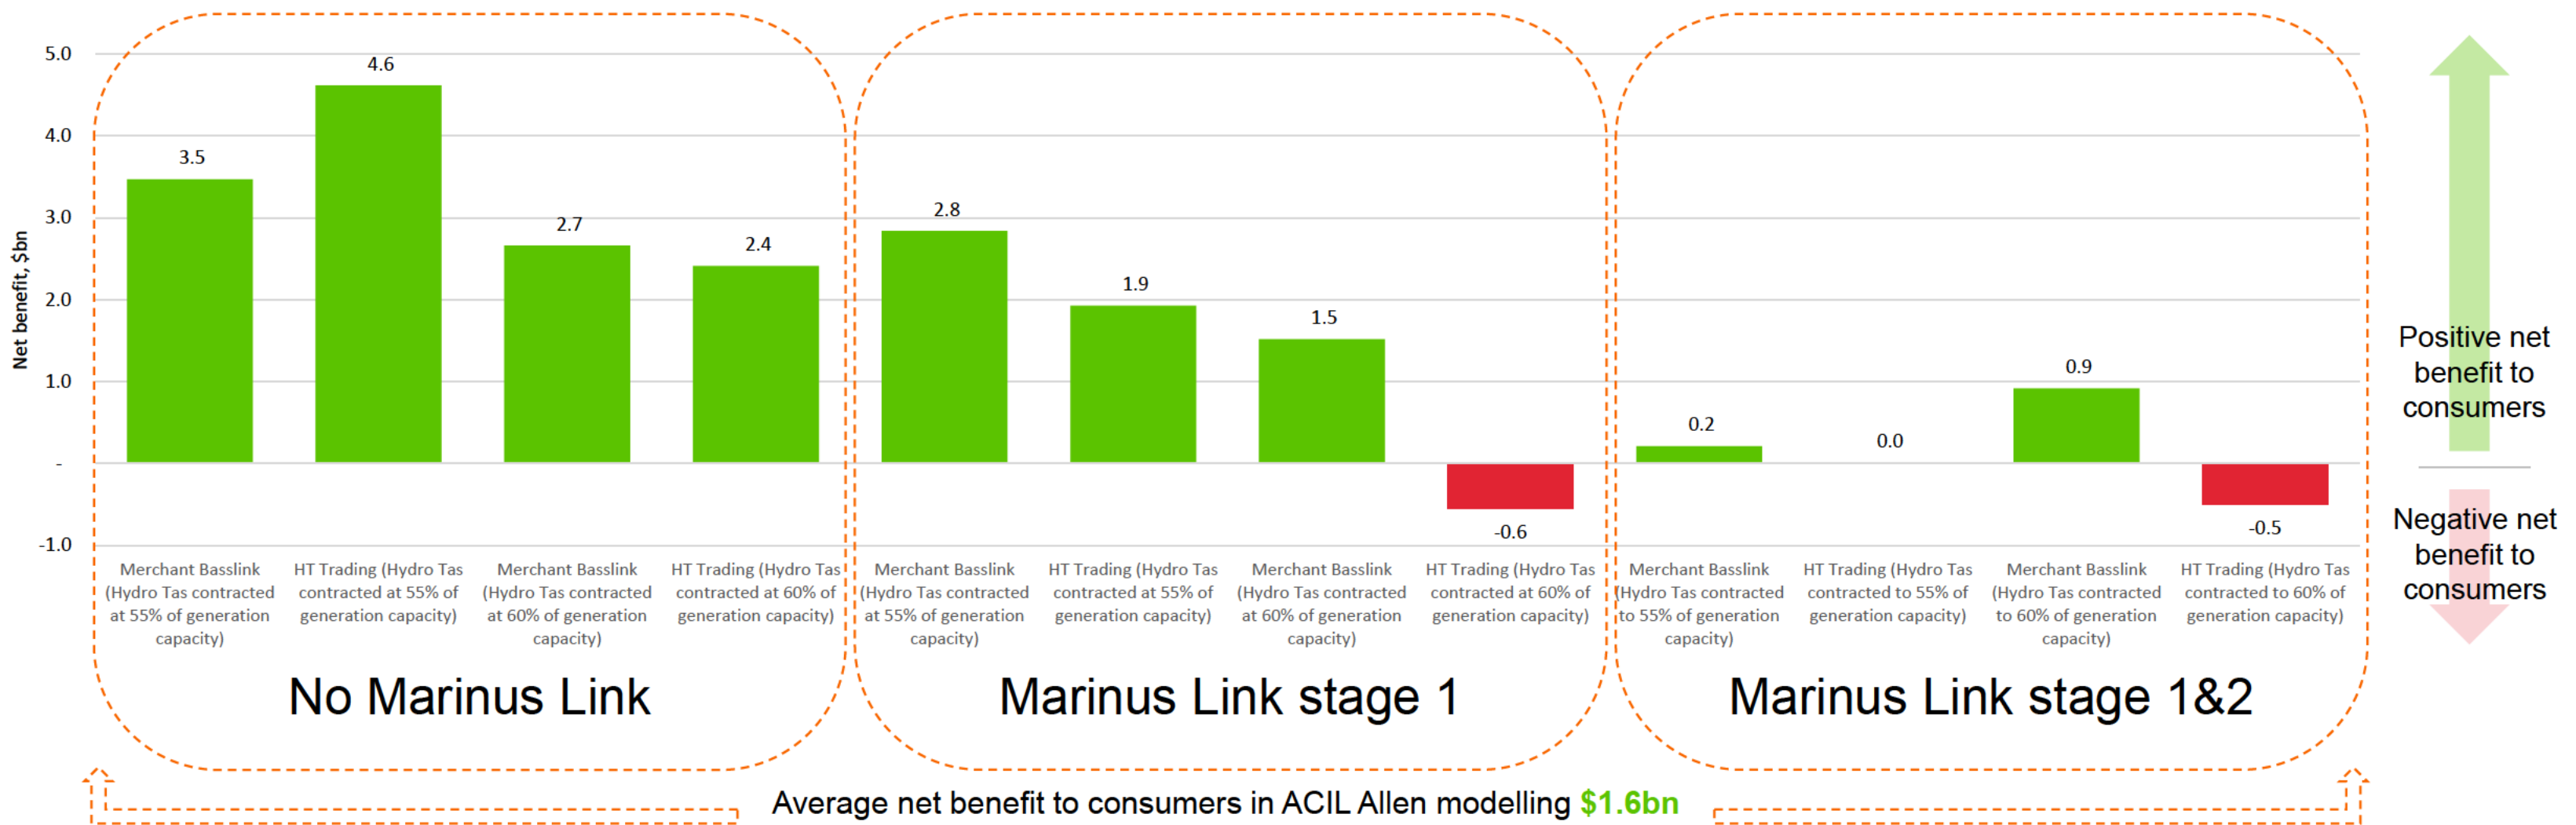 Net benefit, $bn
5.0
4.0
3.0
2.0
1.0
-
-1.0
3.5
4.6
2.7
2.4
2.8
1.9
1.5
-0.6
0.2
0.0
0.9
-0.5
Merchant Basslink
(Hydro Tas contracted
at 55% of generation
capacity)
HT Trading (Hydro Tas
contracted at 55% of
generation capacity)
Merchant Basslink
(Hydro Tas contracted
at 60% of generation
capacity)
HT Trading (Hydro Tas
contracted at 60% of
generation capacity)
Merchant Basslink
(Hydro Tas contracted
at 55% of generation
capacity)
HT Trading (Hydro Tas
contracted at 55% of
generation capacity)
Merchant Basslink
(Hydro Tas contracted
at 60% of generation
capacity)
HT Trading (Hydro Tas
contracted at 60% of
generation capacity)
Merchant Basslink
(Hydro Tas contracted
to 55% of generation
capacity)
HT Trading (Hydro Tas
contracted to 55% of
generation capacity)
Merchant Basslink
(Hydro Tas contracted
to 60% of generation
capacity)
HT Trading (Hydro Tas
contracted to 60% of
generation capacity)
No Marinus Link
Marinus Link stage 1
Marinus Link stage 1&2
Positive net
benefit to
consumers
Negative net
benefit to
consumers
Average net benefit to consumers in ACIL Allen modelling $1.6bn